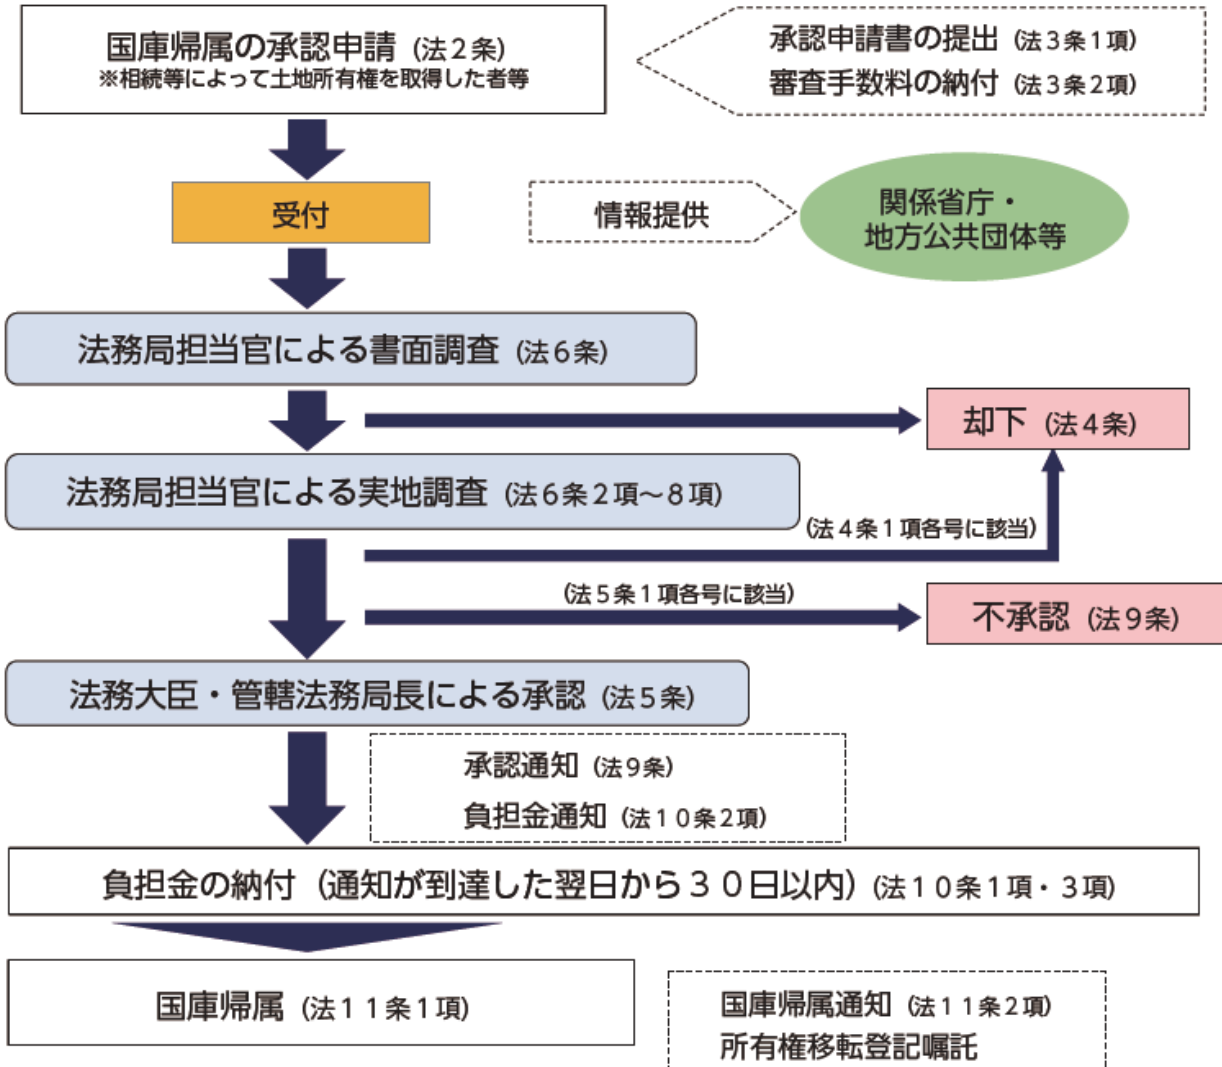 国庫帰属の承認申請（法２条）
※相続等によって土地所有権を取得した者等
承認申請書の提出（法３条１項）
審査手数料の納付（法３条２項）
受付
情報提供
関係省庁・
地方公共団体等
法務局担当官による書面調査（法６条）
却下（法４条）
法務局担当官による実地調査（法６条２項～８項）
（法４条１項各号に該当）
（法５条１項各号に該当）
不承認（法９条）
法務大臣・管轄法務局長による承認（法５条）
承認通知（法９条）
負担金通知（法１０条２項）
負担金の納付（通知が到達した翌日から３０日以内）（法１０条１項・３項）
国庫帰属（法１１条１項）
国庫帰属通知（法１１条２項）
所有権移転登記嘱託